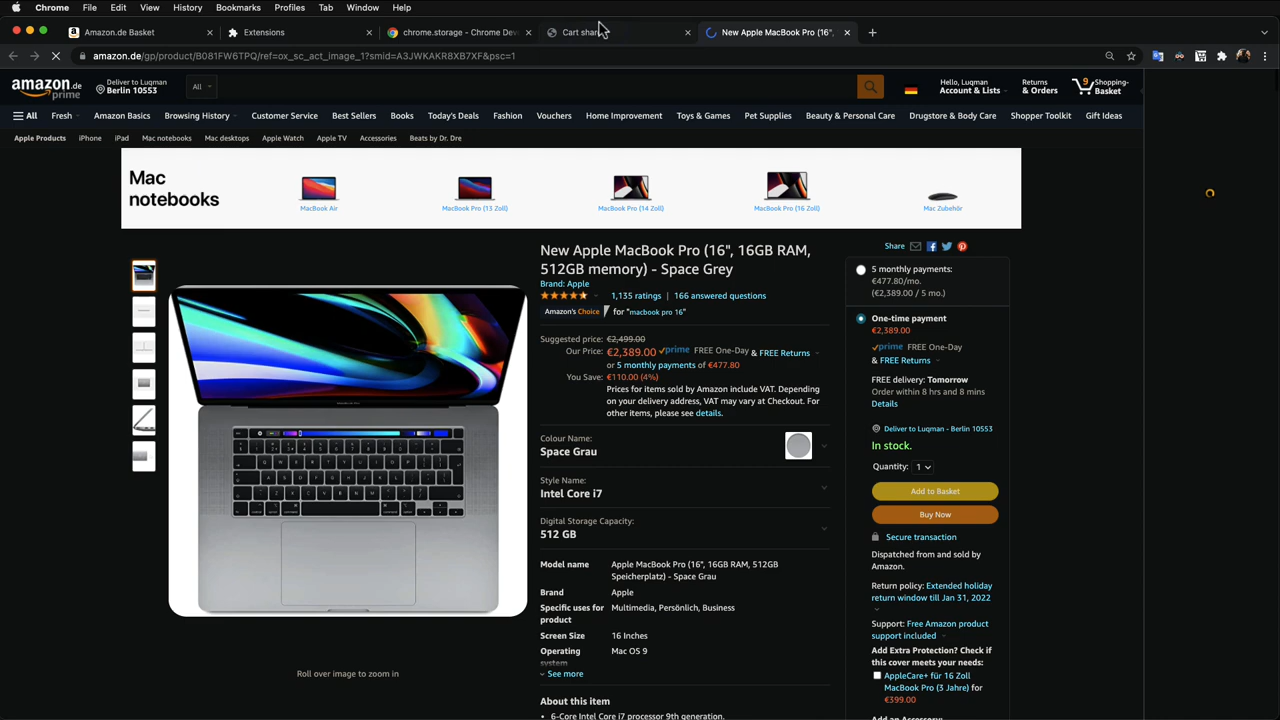 Chrome File Edit View History Bookmarks Profiles Tab Window Help
Amazon.de Basket Extensions chrome.storage - Chrome Dev Cart shar New Apple MacBook Pro (16",
amazon.de/gp/product/B081FW6TPQ/ref=ox_sc_act_image_1?smid=A3JWKAKR8XB7XF&psc=1
amazon.de prime Deliver to Luqman Berlin 10553 All Hello, Luqman Account & Lists Returns & Orders 9 Shopping-Basket
All Fresh Amazon Basics Browsing History Customer Service Best Sellers Books Today's Deals Fashion Vouchers Home Improvement Toys & Games Pet Supplies Beauty & Personal Care Drugstore & Body Care Shopper Toolkit Gift Ideas
Apple Products iPhone iPad Mac notebooks Mac desktops Apple Watch Apple TV Accessories Beats by Dr. Dre
Mac
notebooks
MacBook Air MacBook Pro (13 Zoll) MacBook Pro (14 Zoll) MacBook Pro (16 Zoll) Mac Zubehör
New Apple MacBook Pro (16", 16GB RAM,
512GB memory) - Space Grey
Brand: Apple
1,135 ratings | 166 answered questions
Amazon's Choice for "macbook pro 16"
Suggested price: €2,499.00
Our Price: €2,389.00 prime FREE One-Day & FREE Returns
or 5 monthly payments of €477.80
You Save: €110.00 (4%)
Prices for items sold by Amazon include VAT. Depending
on your delivery address, VAT may vary at Checkout. For
other items, please see details.
Colour Name:
Space Grau
Style Name:
Intel Core i7
Digital Storage Capacity:
512 GB
Model name Apple MacBook Pro (16", 16GB RAM, 512GB
Speicherplatz) - Space Grau
Brand Apple
Specific uses for Multimedia, Persönlich, Business
product
Screen Size 16 Inches
Operating Mac OS 9
system
See more
About this item
• 6-Core Intel Core i7 processor 9th generation.
Roll over image to zoom in
Share
5 monthly payments:
€477.80/mo.
(€2,389.00 / 5 mo.)
One-time payment
€2,389.00
prime FREE One-Day
& FREE Returns
FREE delivery: Tomorrow
Order within 8 hrs and 8 mins
Details
Deliver to Luqman - Berlin 10553
In stock.
Quantity: 1
Add to Basket
Buy Now
Secure transaction
Dispatched from and sold by
Amazon.
Return policy: Extended holiday
return window till Jan 31, 2022
Support: Free Amazon product
support included
Add Extra Protection? Check if
this cover meets your needs:
AppleCare+ für 16 Zoll
MacBook Pro (3 Jahre) for
€399.00
Add an Accessory: